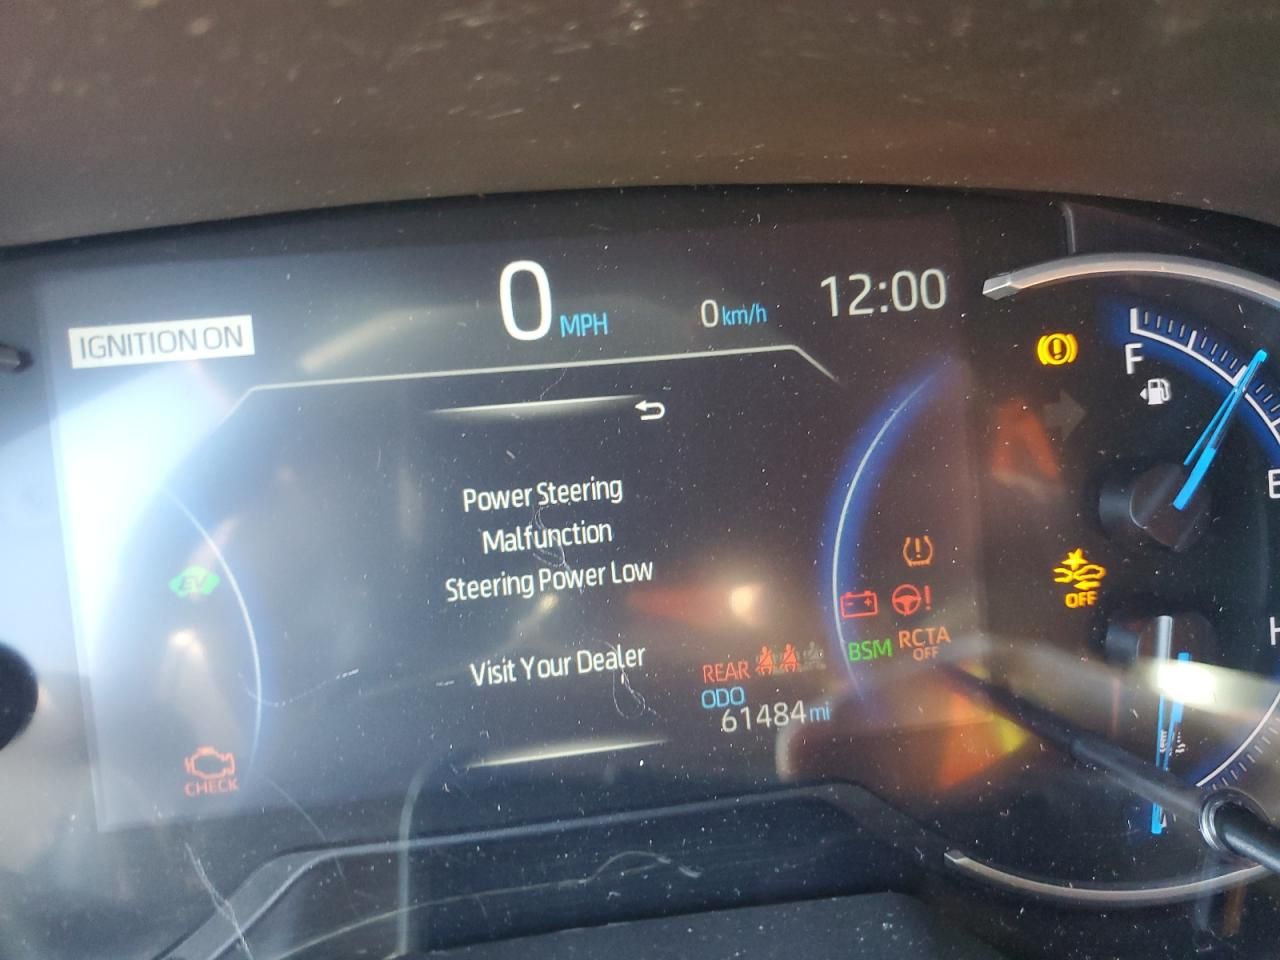 0 MPH 0 km/h 12:00
IGNITION ON
F
Power Steering
Malfunction
Steering Power Low
EV
E
OFF
BSM RCTA
OFF
Visit Your Dealer
REAR
ODO
61484 mi
H
CHECK